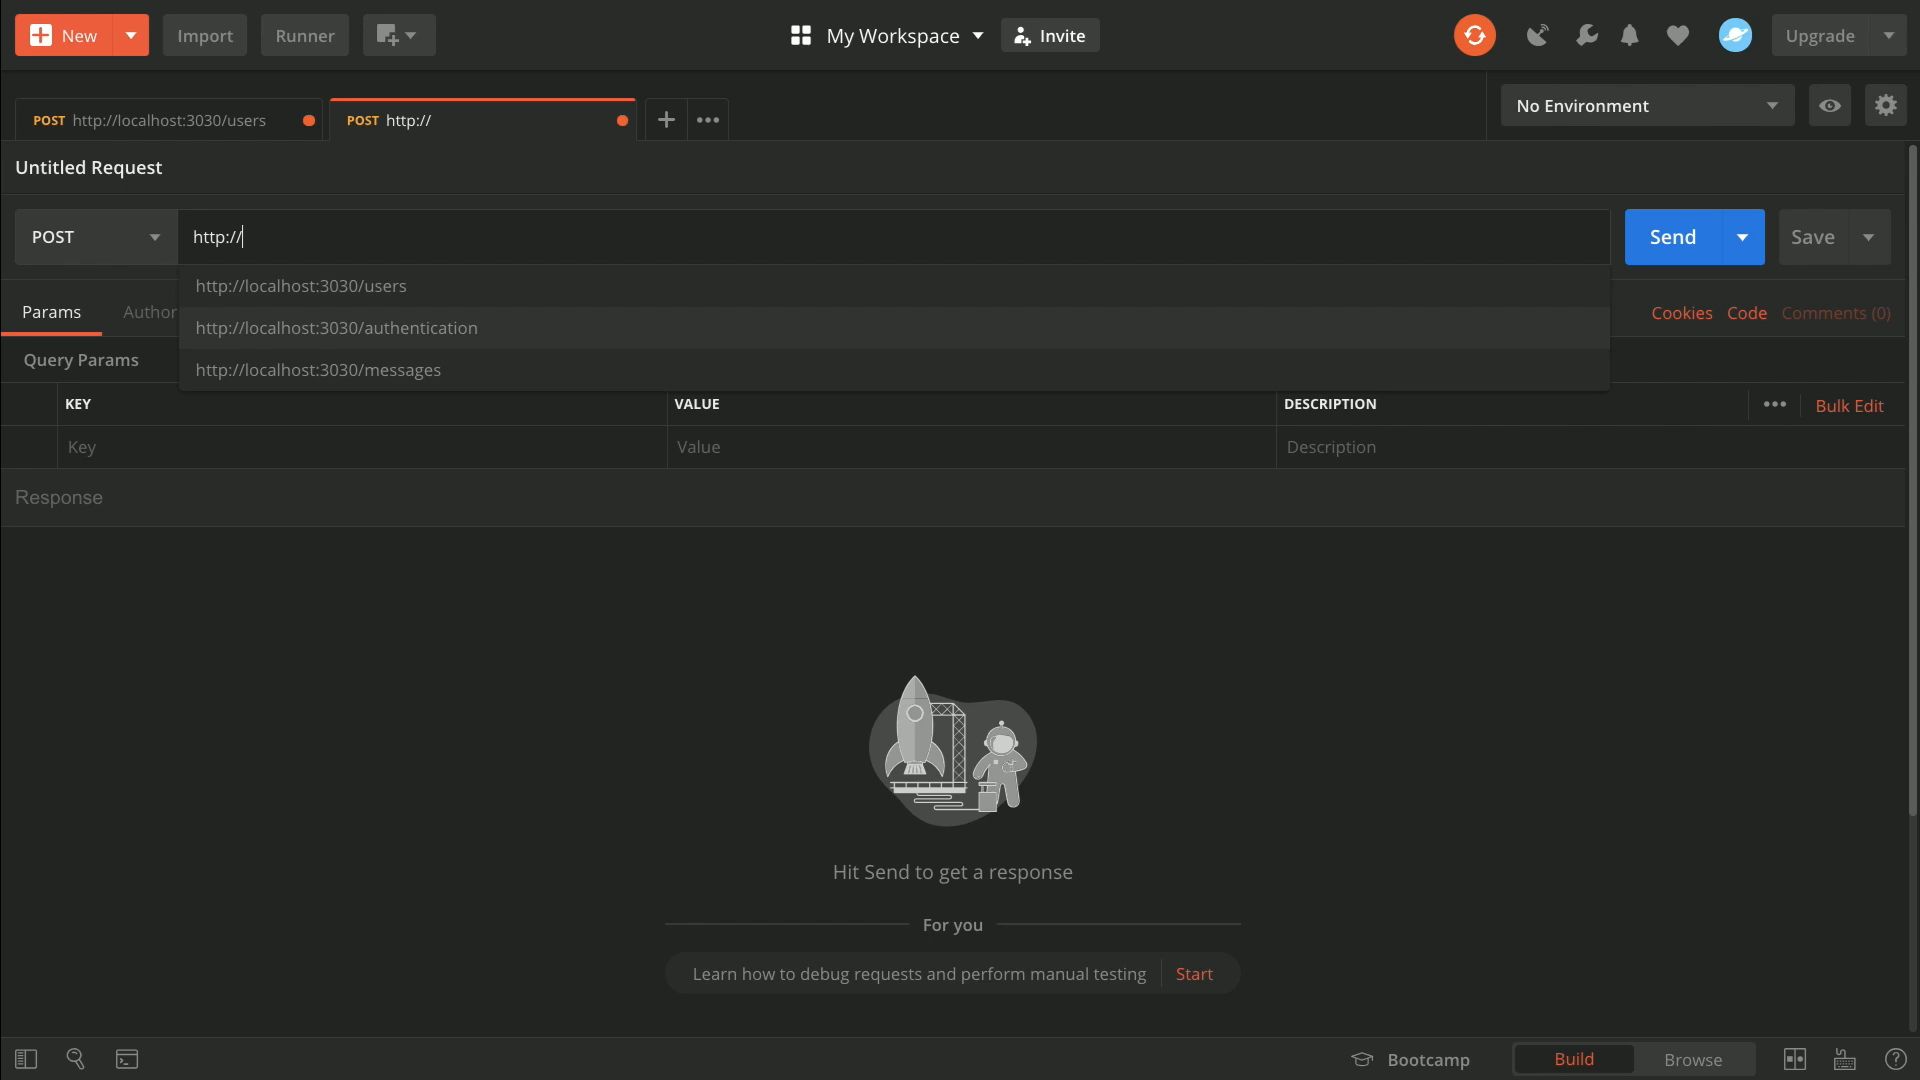 New
Import
Runner
My Workspace
Invite
Upgrade
POST http://localhost:3030/users
POST http://
No Environment
Untitled Request
POST
http://
Send
Save
http://localhost:3030/users
http://localhost:3030/authentication
http://localhost:3030/messages
Params
Author
Cookies
Code
Comments (0)
Query Params
KEY
VALUE
DESCRIPTION
Bulk Edit
Key
Value
Description
Response
Hit Send to get a response
For you
Learn how to debug requests and perform manual testing
Start
Bootcamp
Build
Browse